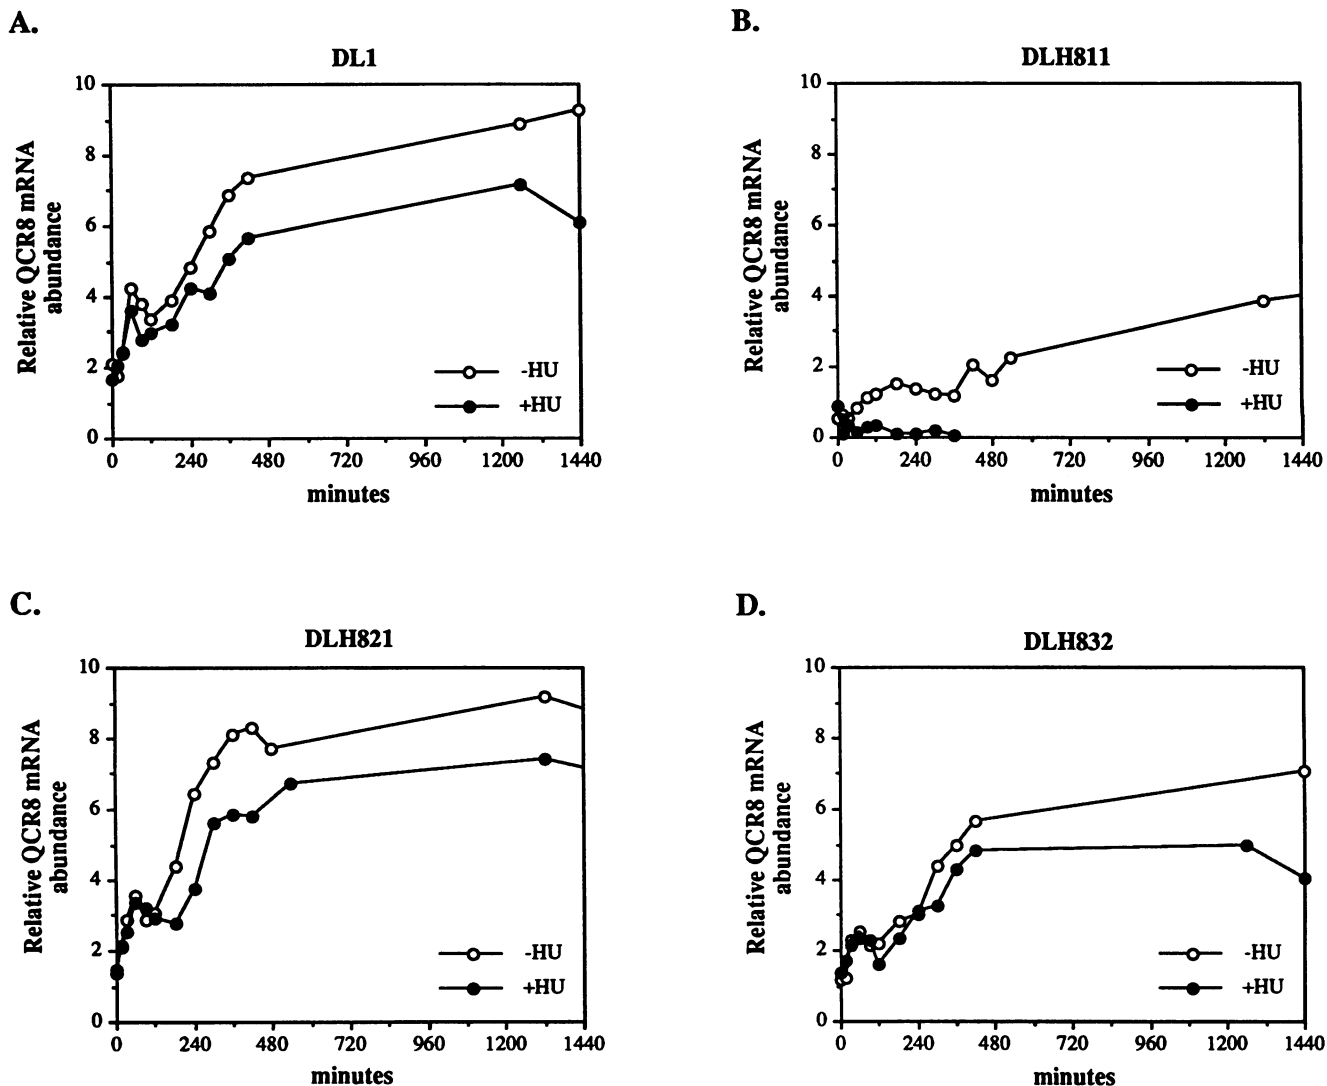 A.
DL1
Relative QCR8 mRNA
abundance
10
8
6
4
2
0
-HU
+HU
0 240 480 720 960 1200 1440
minutes
B.
DLH811
Relative QCR8 mRNA
abundance
10
8
6
4
2
0
-HU
+HU
0 240 480 720 960 1200 1440
minutes
C.
DLH821
Relative QCR8 mRNA
abundance
10
8
6
4
2
0
-HU
+HU
0 240 480 720 960 1200 1440
minutes
D.
DLH832
Relative QCR8 mRNA
abundance
10
8
6
4
2
0
-HU
+HU
0 240 480 720 960 1200 1440
minutes